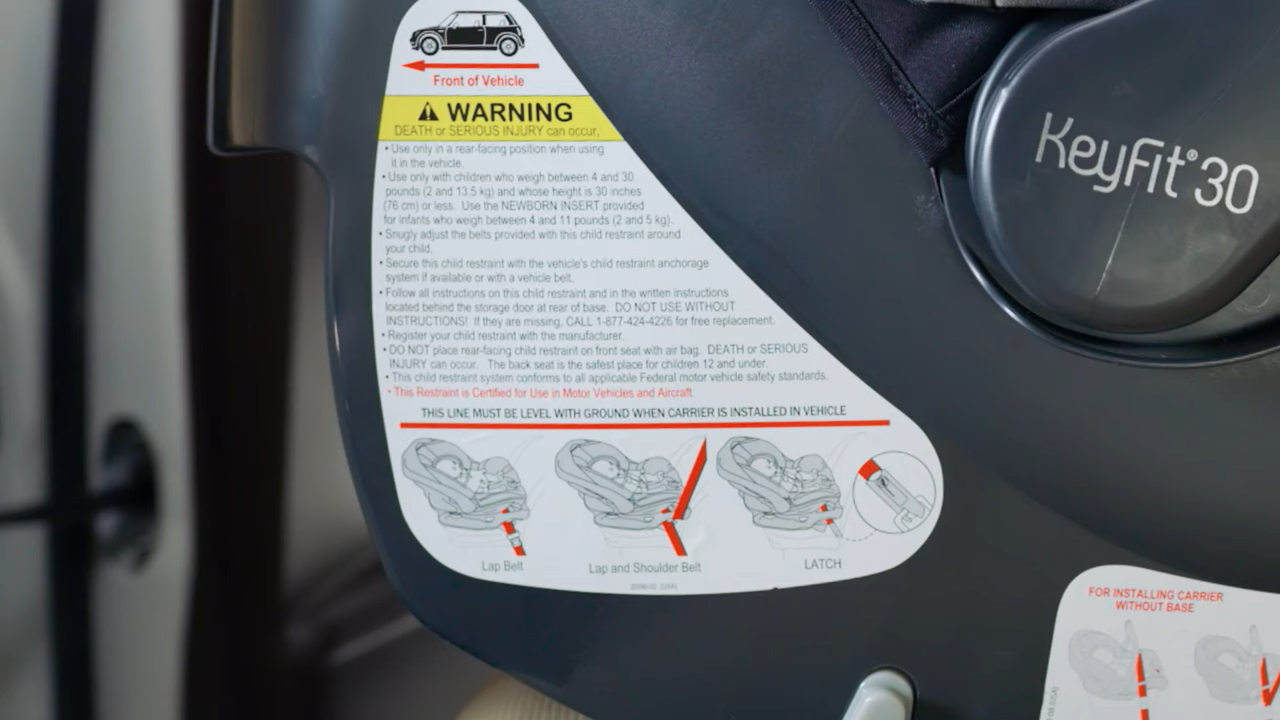 Front of Vehicle
WARNING
DEATH or SERIOUS INJURY can occur.
• Use only in a rear-facing position when using
it in the vehicle.
• Use only with children who weigh between 4 and 30
pounds (2 and 13.5 kg) and whose height is 30 inches
(76 cm) or less. Use the NEWBORN INSERT provided
for infants who weigh between 4 and 11 pounds (2 and 5 kg).
• Snugly adjust the belts provided with this child restraint around
your child.
• Secure this child restraint with the vehicle's child restraint anchorage
system if available or with a vehicle belt.
• Follow all instructions on this child restraint and in the written instructions
located behind the storage door at rear of base. DO NOT USE WITHOUT
INSTRUCTIONS! If they are missing, CALL 1-877-424-4226 for free replacement.
• Register your child restraint with the manufacturer.
• DO NOT place rear-facing child restraint on front seat with air bag. DEATH or SERIOUS
INJURY can occur. The back seat is the safest place for children 12 and under.
• This child restraint system conforms to all applicable Federal motor vehicle safety standards.
• This Restraint is Certified for Use in Motor Vehicles and Aircraft.
THIS LINE MUST BE LEVEL WITH GROUND WHEN CARRIER IS INSTALLED IN VEHICLE
Lap Belt
Lap and Shoulder Belt
LATCH
KeyFit® 30
FOR INSTALLING CARRIER
WITHOUT BASE